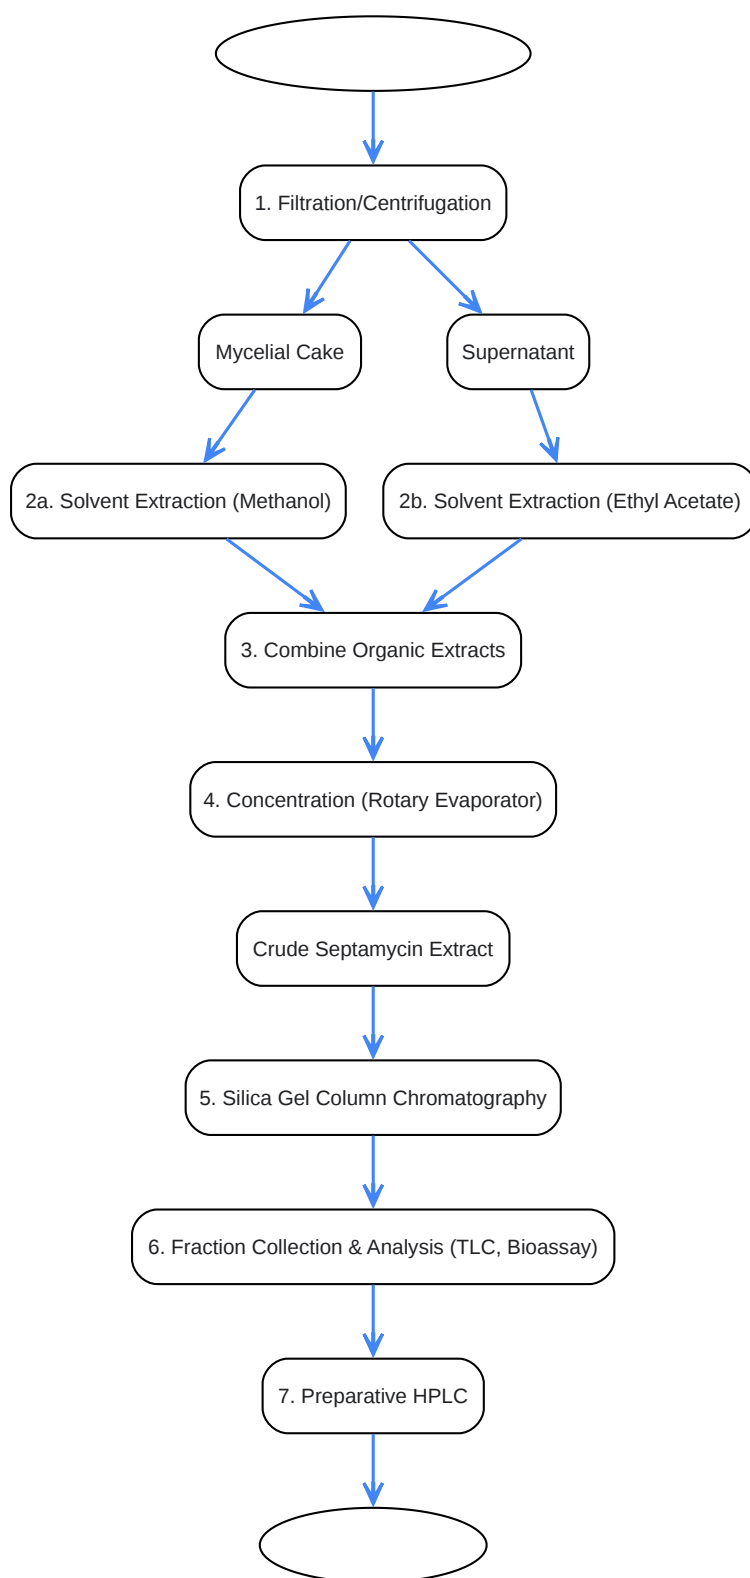 1. Filtration/Centrifugation
Mycelial Cake
Supernatant
2a. Solvent Extraction (Methanol)
2b. Solvent Extraction (Ethyl Acetate)
3. Combine Organic Extracts
4. Concentration (Rotary Evaporator)
Crude Septamycin Extract
5. Silica Gel Column Chromatography
6. Fraction Collection & Analysis (TLC, Bioassay)
7. Preparative HPLC